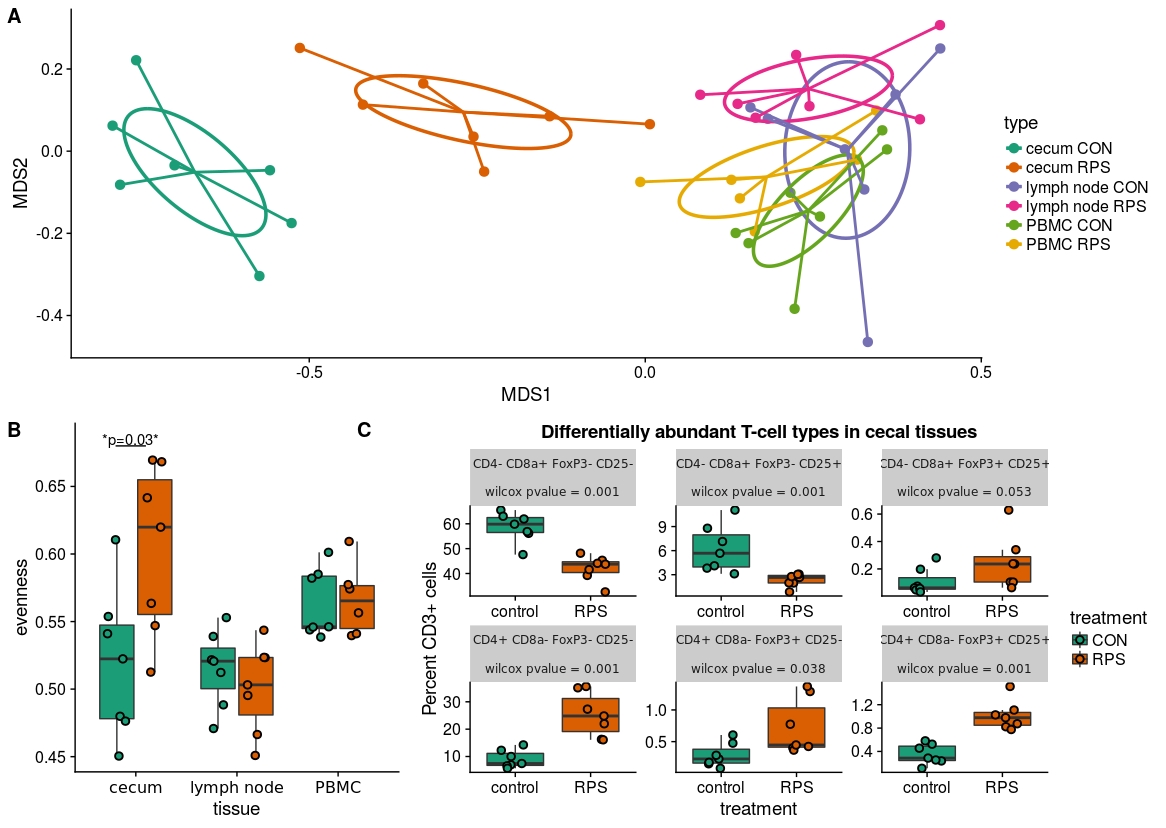 A
0.2
0.0
-0.2
-0.4
MDS2
-0.5
0.0
0.5
MDS1
type
cecum CON
cecum RPS
lymph node CON
lymph node RPS
PBMC CON
PBMC RPS
B
*p=0.03*
0.65
0.60
0.55
0.50
0.45
evenness
cecum
lymph node
PBMC
tissue
C
Differentially abundant T-cell types in cecal tissues
CD4- CD8a+ FoxP3- CD25-
wilcox pvalue = 0.001
CD4- CD8a+ FoxP3- CD25+
wilcox pvalue = 0.001
CD4- CD8a+ FoxP3+ CD25+
wilcox pvalue = 0.053
60
50
40
9
6
3
0.6
0.4
0.2
control
RPS
control
RPS
control
RPS
Percent CD3+ cells
CD4+ CD8a- FoxP3- CD25-
wilcox pvalue = 0.001
CD4+ CD8a- FoxP3+ CD25-
wilcox pvalue = 0.038
CD4+ CD8a- FoxP3+ CD25+
wilcox pvalue = 0.001
30
20
10
1.0
0.5
1.2
0.8
0.4
control
RPS
control
RPS
control
RPS
treatment
treatment
CON
RPS